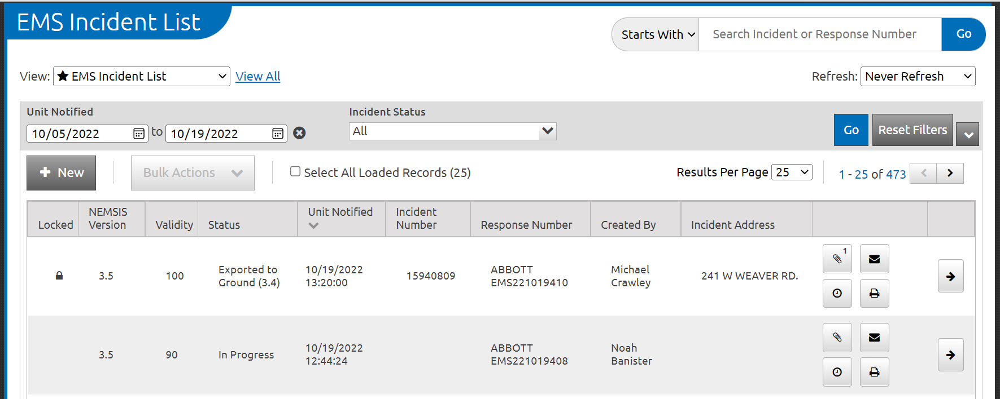 EMS Incident List
Starts With Search Incident or Response Number Go
View: EMS Incident List View All Refresh: Never Refresh
Unit Notified Incident Status
10/05/2022 to 10/19/2022 All Go Reset Filters
New Bulk Actions Select All Loaded Records (25) Results Per Page 25 1 - 25 of 473
Locked NEMSIS Version Validity Status Unit Notified Incident Number Response Number Created By Incident Address
3.5 100 Exported to Ground (3.4) 10/19/2022 13:20:00 15940809 ABBOTT EMS221019410 Michael Crawley 241 W WEAVER RD. 1
3.5 90 In Progress 10/19/2022 12:44:24 ABBOTT EMS221019408 Noah Banister